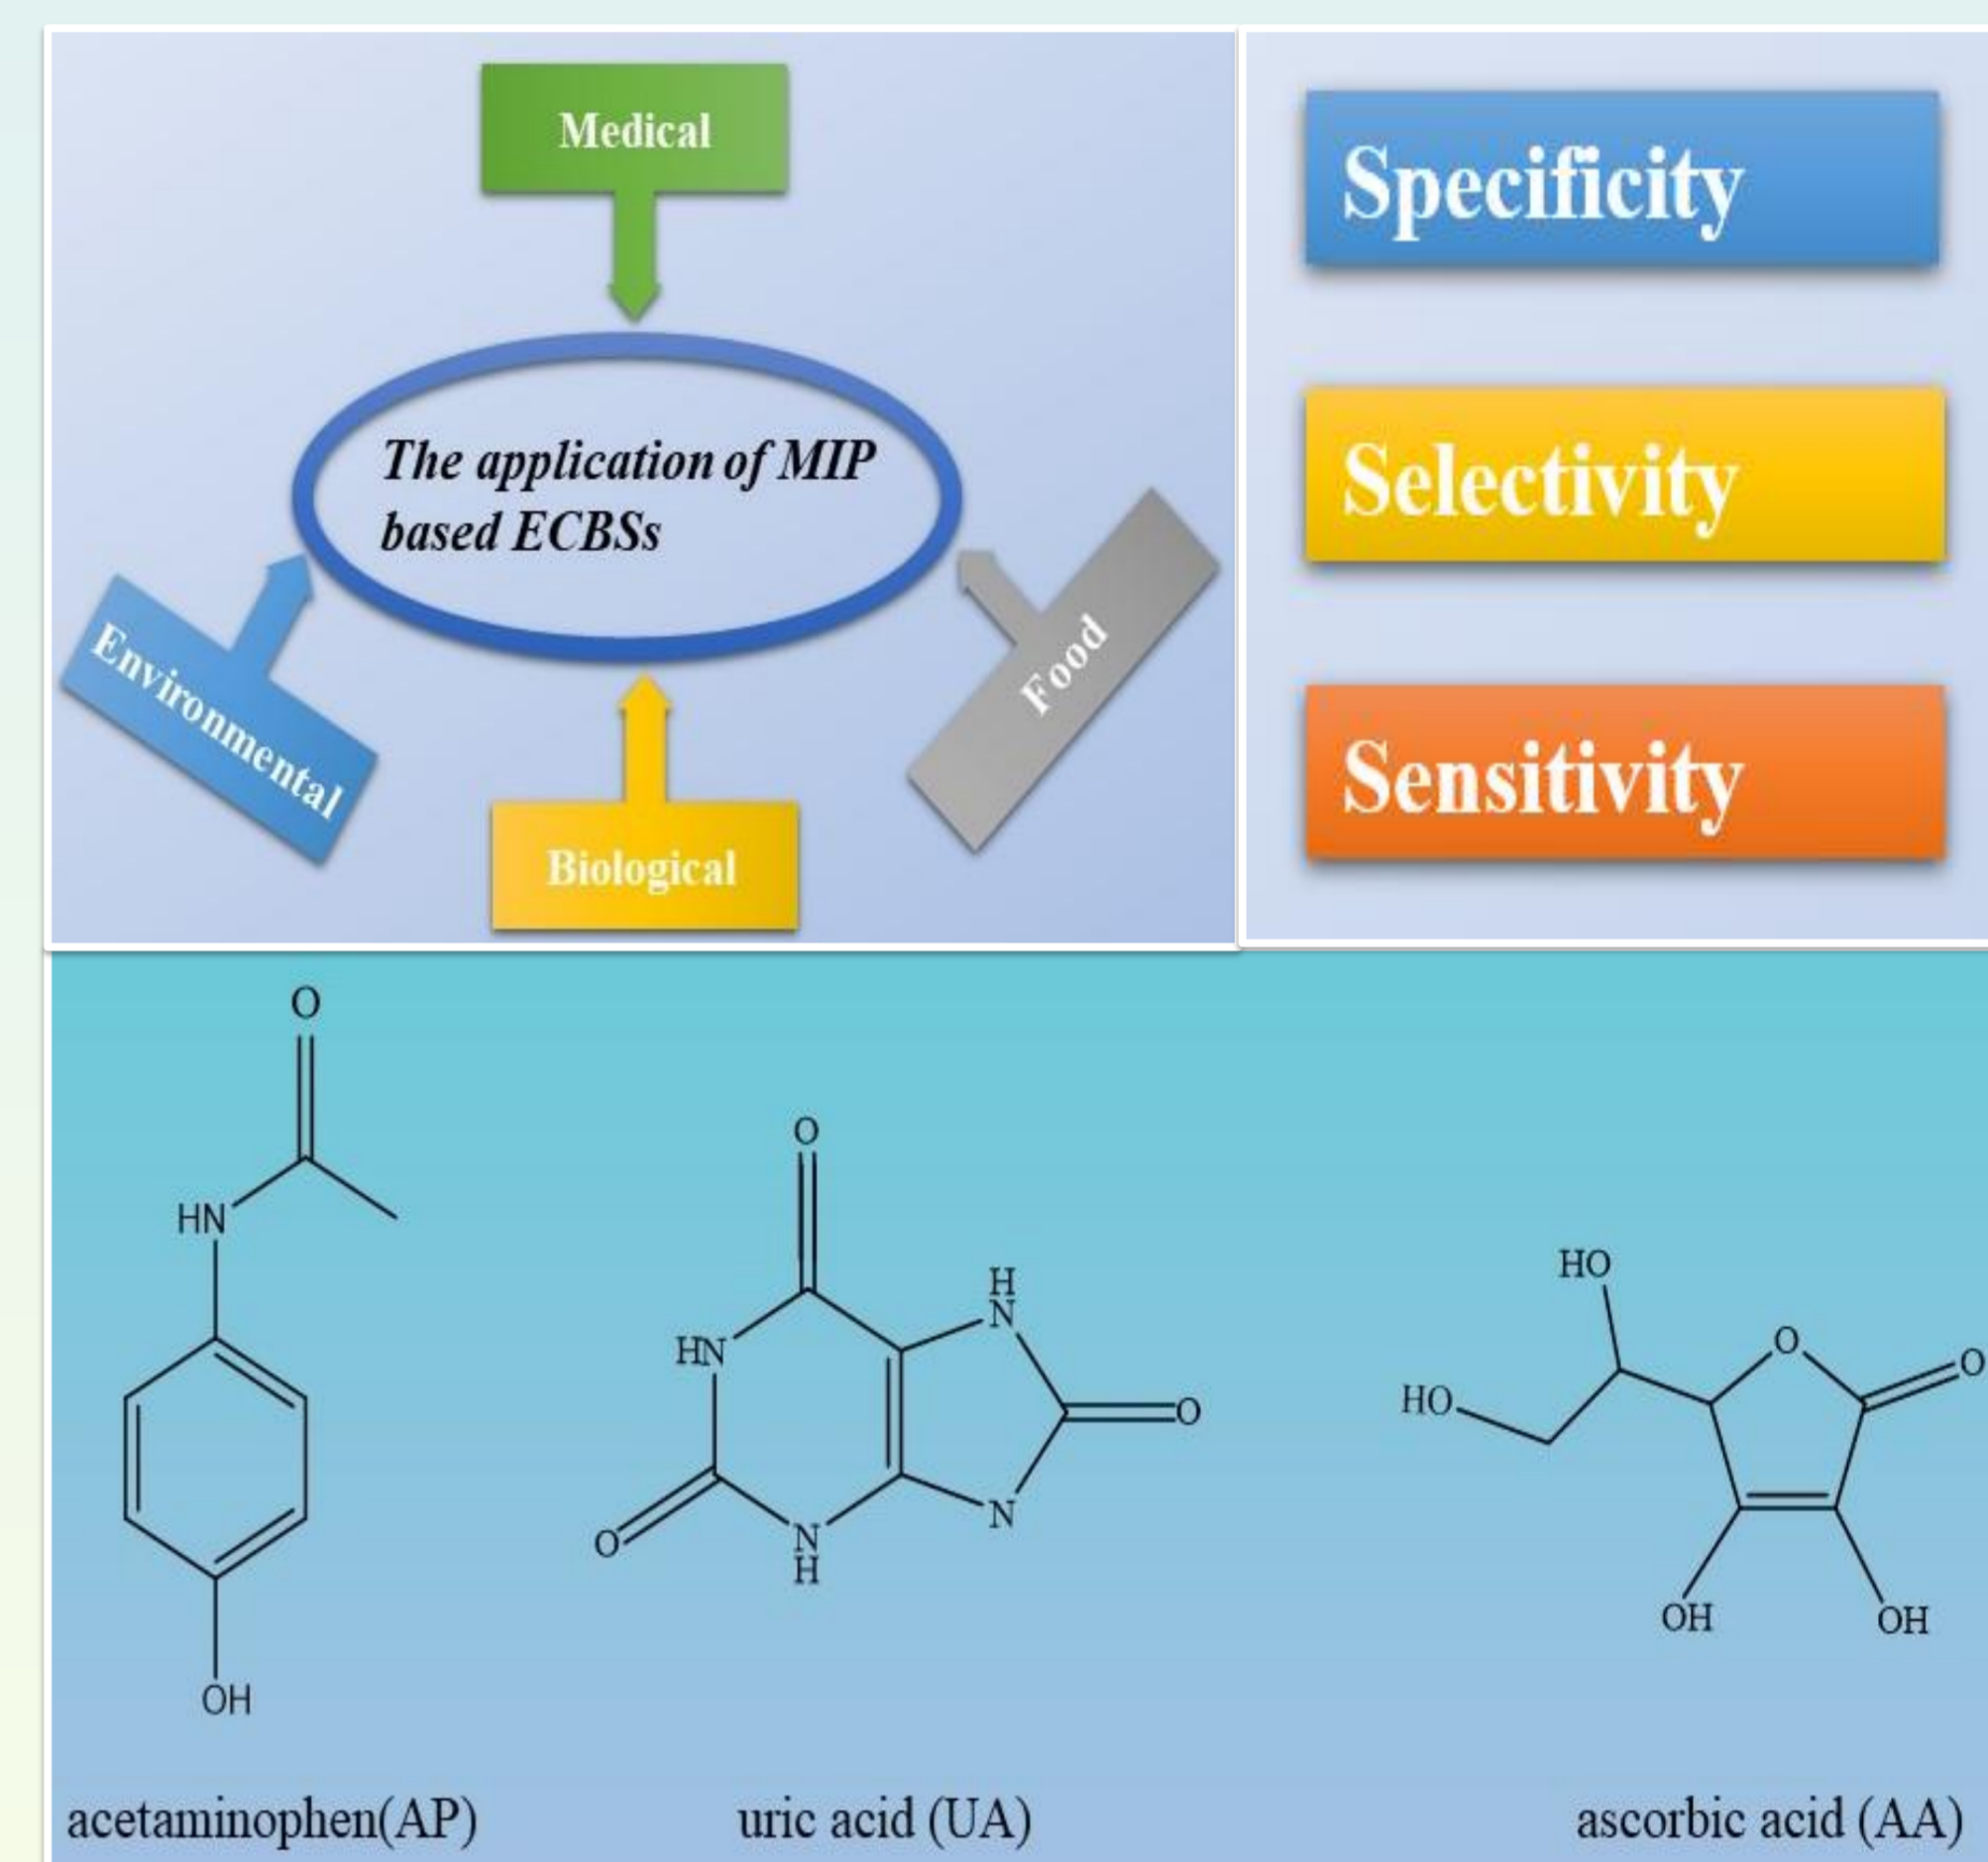 Medical
The application of MIP
based ECBSs
Environmental
Food
Biological
Specificity
Selectivity
Sensitivity
O
HN
OH
O
HN
H
N
O
O
N
H
N
HO
HO
O
O
OH
OH
acetaminophen(AP)
uric acid (UA)
ascorbic acid (AA)